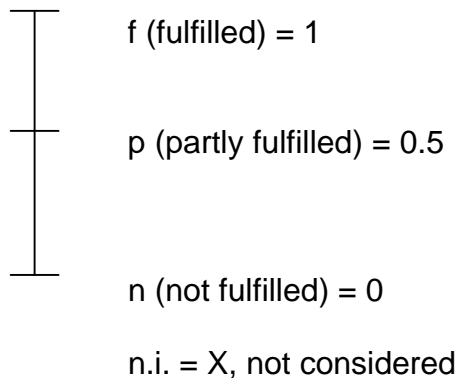 f (fulfilled) = 1
p (partly fulfilled) = 0.5
n (not fulfilled) = 0
n.i. = X, not considered